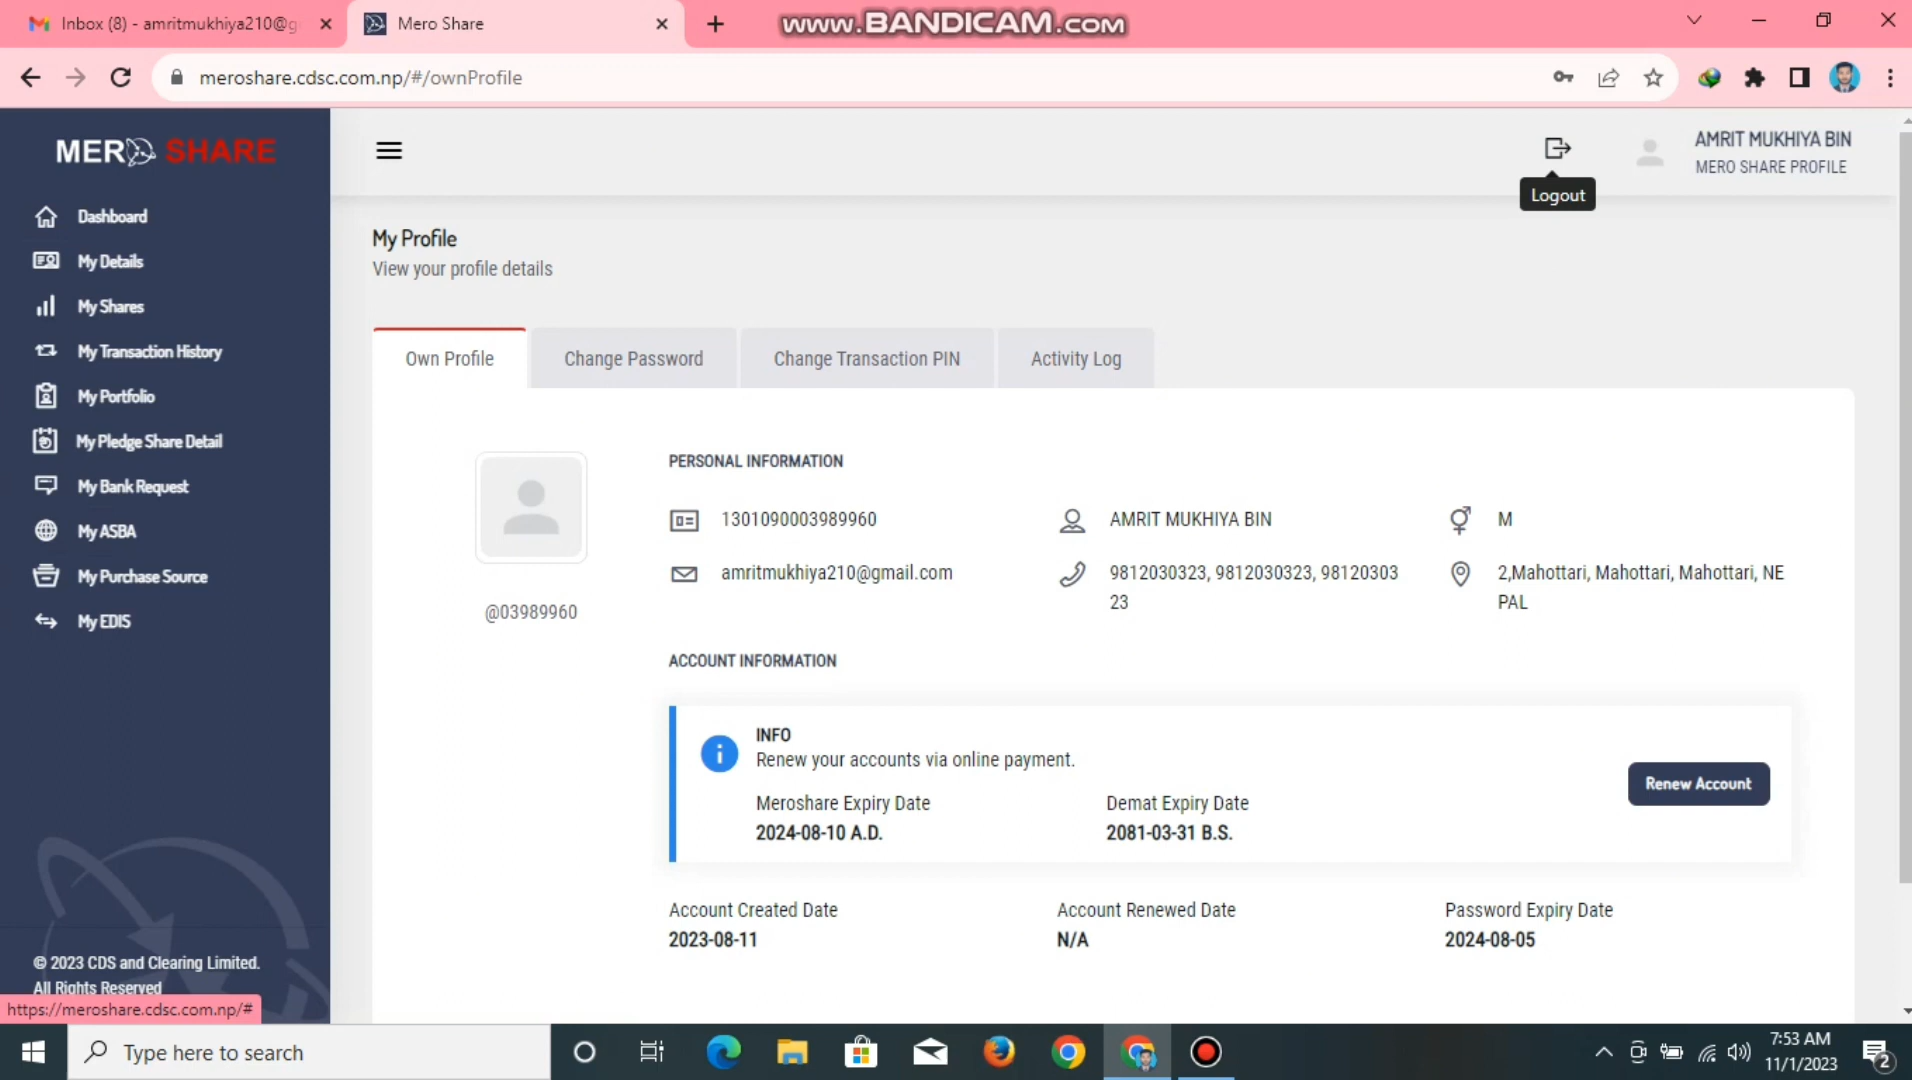 Inbox (8) - amritmukhiya210@g
Mero Share
www.BANDICAM.com
meroshare.cdsc.com.np/#/ownProfile
MERO SHARE
AMRIT MUKHIYA BIN
MERO SHARE PROFILE
Logout
Dashboard
My Details
My Shares
My Transaction History
My Portfolio
My Pledge Share Detail
My Bank Request
My ASBA
My Purchase Source
My EDIS
My Profile
View your profile details
Own Profile
Change Password
Change Transaction PIN
Activity Log
@03989960
PERSONAL INFORMATION
1301090003989960
AMRIT MUKHIYA BIN
M
amritmukhiya210@gmail.com
9812030323, 9812030323, 98120303
23
2,Mahottari, Mahottari, Mahottari, NE
PAL
ACCOUNT INFORMATION
i
INFO
Renew your accounts via online payment.
Meroshare Expiry Date
2024-08-10 A.D.
Demat Expiry Date
2081-03-31 B.S.
Renew Account
Account Created Date
2023-08-11
Account Renewed Date
N/A
Password Expiry Date
2024-08-05
© 2023 CDS and Clearing Limited.
All Rights Reserved
https://meroshare.cdsc.com.np/#
Type here to search
7:53 AM
11/1/2023
2